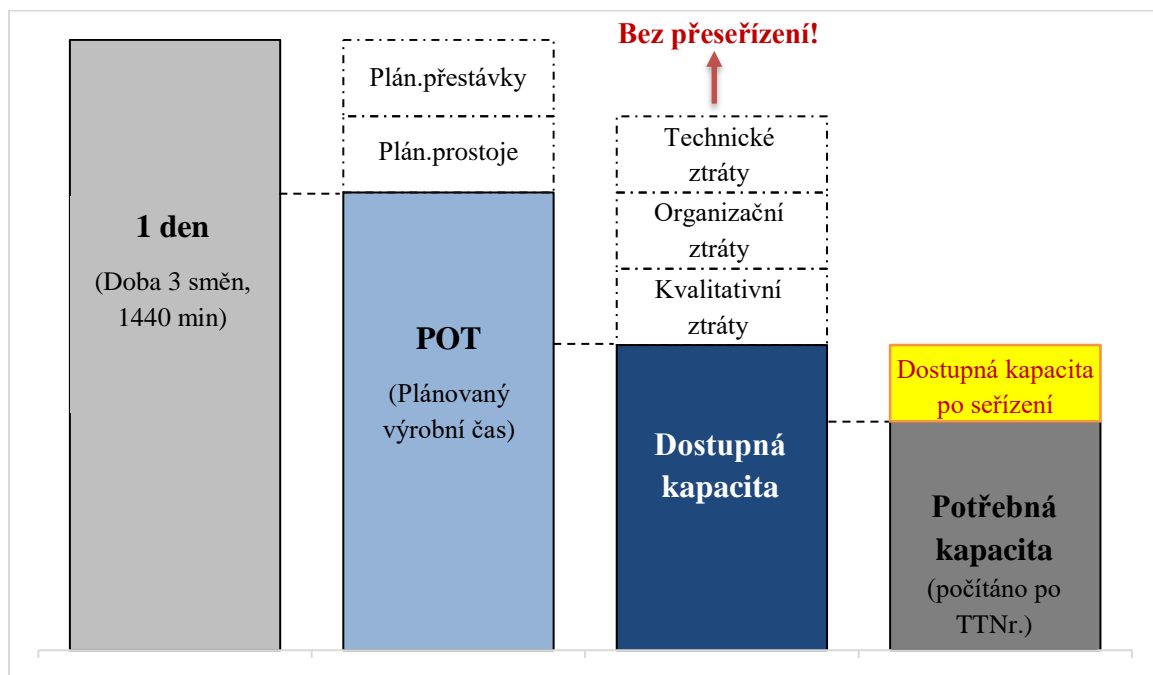 1 den
(Doba 3 směn,
1440 min)
Plán.přestávky
Plán.prostoje
POT
(Plánovaný
výrobní čas)
Bez přeseřízení!
Technické
ztráty
Organizační
ztráty
Kvalitativní
ztráty
Dostupná
kapacita
Dostupná kapacita
po seřízení
Potřebná
kapacita
(počítáno po
TTNr.)